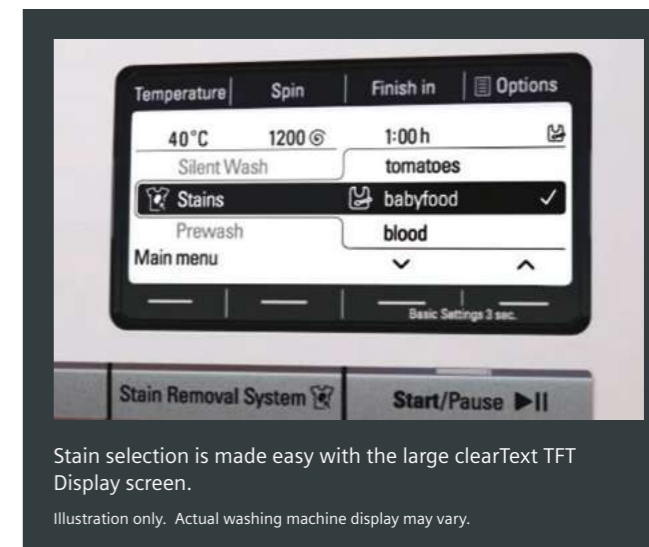 Temperature Spin Finish in Options
40°C 1200 1:00 h
Silent Wash tomatoes
Stains babyfood
Prewash blood
Main menu
Basic Settings 3 sec.
Stain Removal System Start/Pause
Stain selection is made easy with the large clearText TFT
Display screen.
Illustration only. Actual washing machine display may vary.